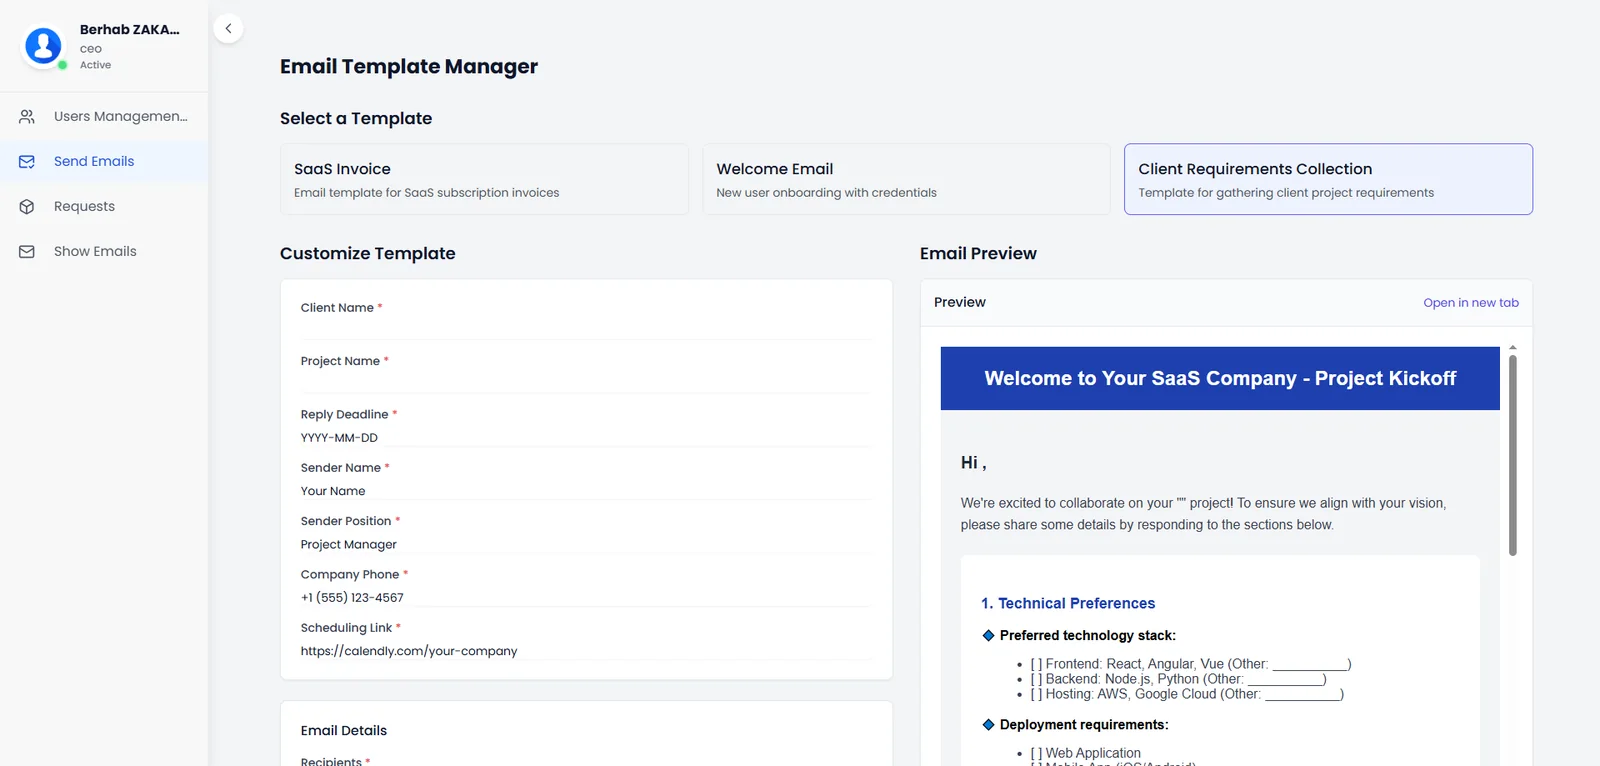 Berhab ZAKA...
ceo
Active
Users Managemen...
Send Emails
Requests
Show Emails
Email Template Manager
Select a Template
SaaS Invoice
Email template for SaaS subscription invoices
Welcome Email
New user onboarding with credentials
Client Requirements Collection
Template for gathering client project requirements
Customize Template
Client Name *
Project Name *
Reply Deadline *
YYYY-MM-DD
Sender Name *
Your Name
Sender Position *
Project Manager
Company Phone *
+1 (555) 123-4567
Scheduling Link *
https://calendly.com/your-company
Email Details
Recipients *
Email Preview
Preview
Open in new tab
Welcome to Your SaaS Company - Project Kickoff
Hi ,
We're excited to collaborate on your "" project! To ensure we align with your vision,
please share some details by responding to the sections below.
1. Technical Preferences
🔷 Preferred technology stack:
• [ ] Frontend: React, Angular, Vue (Other: __________)
• [ ] Backend: Node.js, Python (Other: __________)
• [ ] Hosting: AWS, Google Cloud (Other: __________)
🔷 Deployment requirements:
• [ ] Web Application
[ ] Mobile App (iOS/Android)